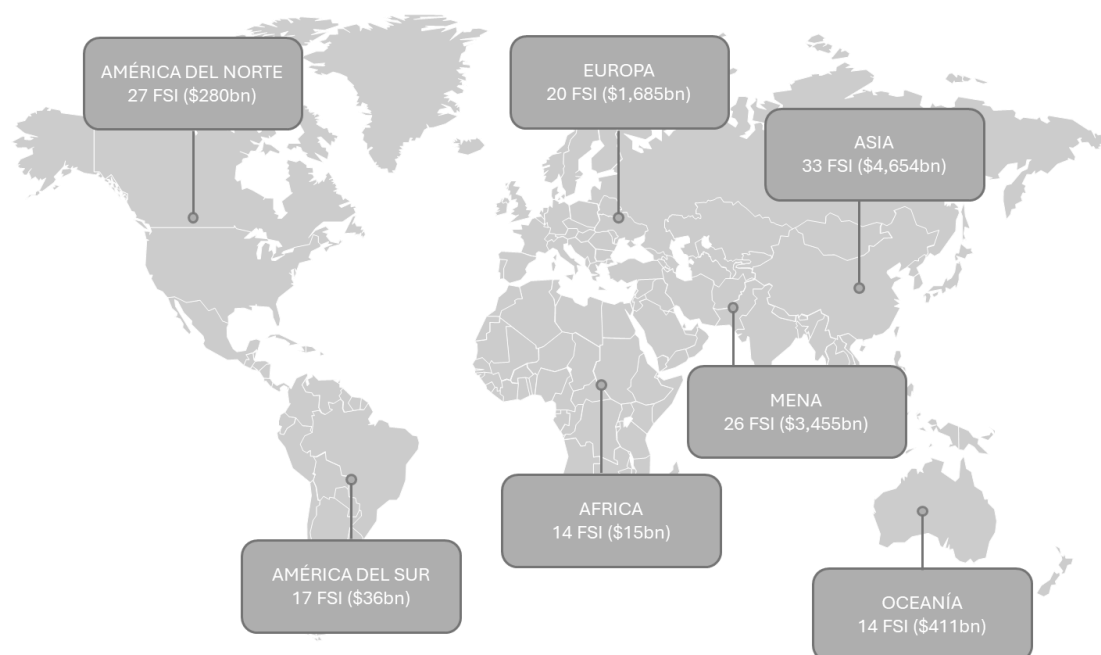 AMÉRICA DEL NORTE
27 FSI ($280bn)
EUROPA
20 FSI ($1,685bn)
ASIA
33 FSI ($4,654bn)
MENA
26 FSI ($3,455bn)
AFRICA
14 FSI ($15bn)
AMÉRICA DEL SUR
17 FSI ($36bn)
OCEANÍA
14 FSI ($411bn)